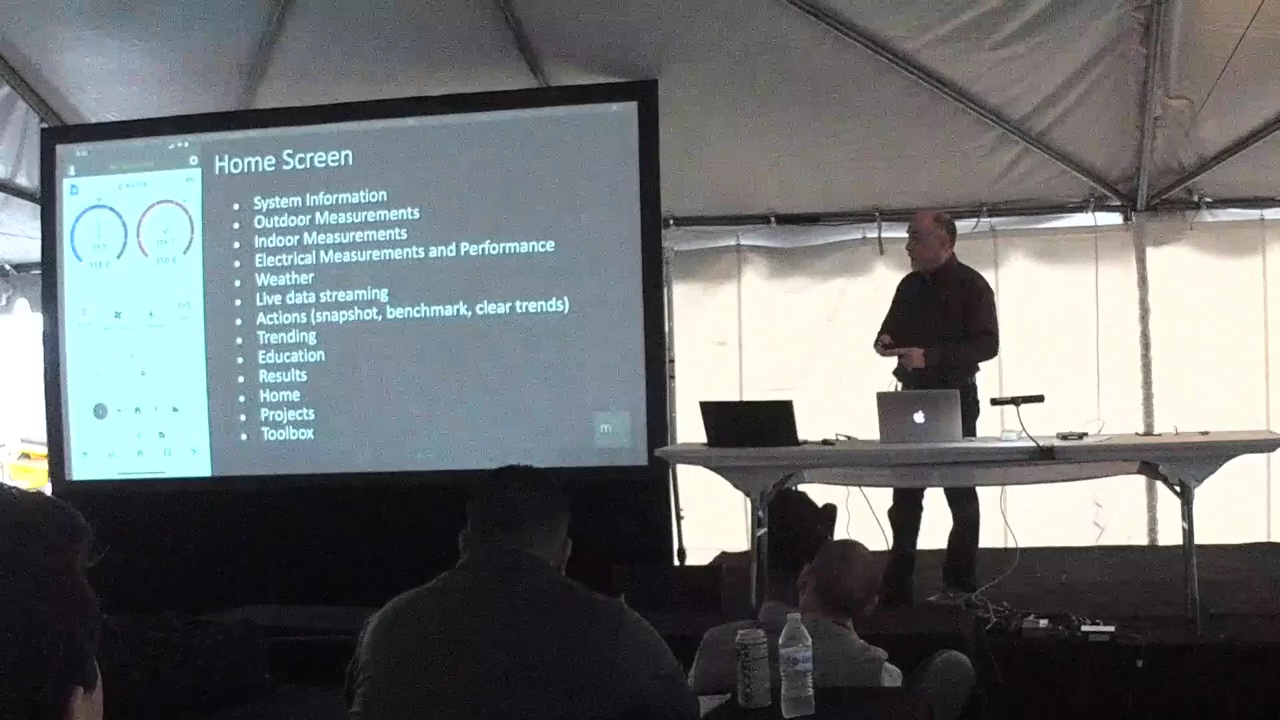 Home Screen
System Information
Outdoor Measurements
Indoor Measurements
Electrical Measurements and Performance
Weather
Live data streaming
Actions (snapshot, benchmark, clear trends)
Trending
Education
Results
Home
Projects
Toolbox
m